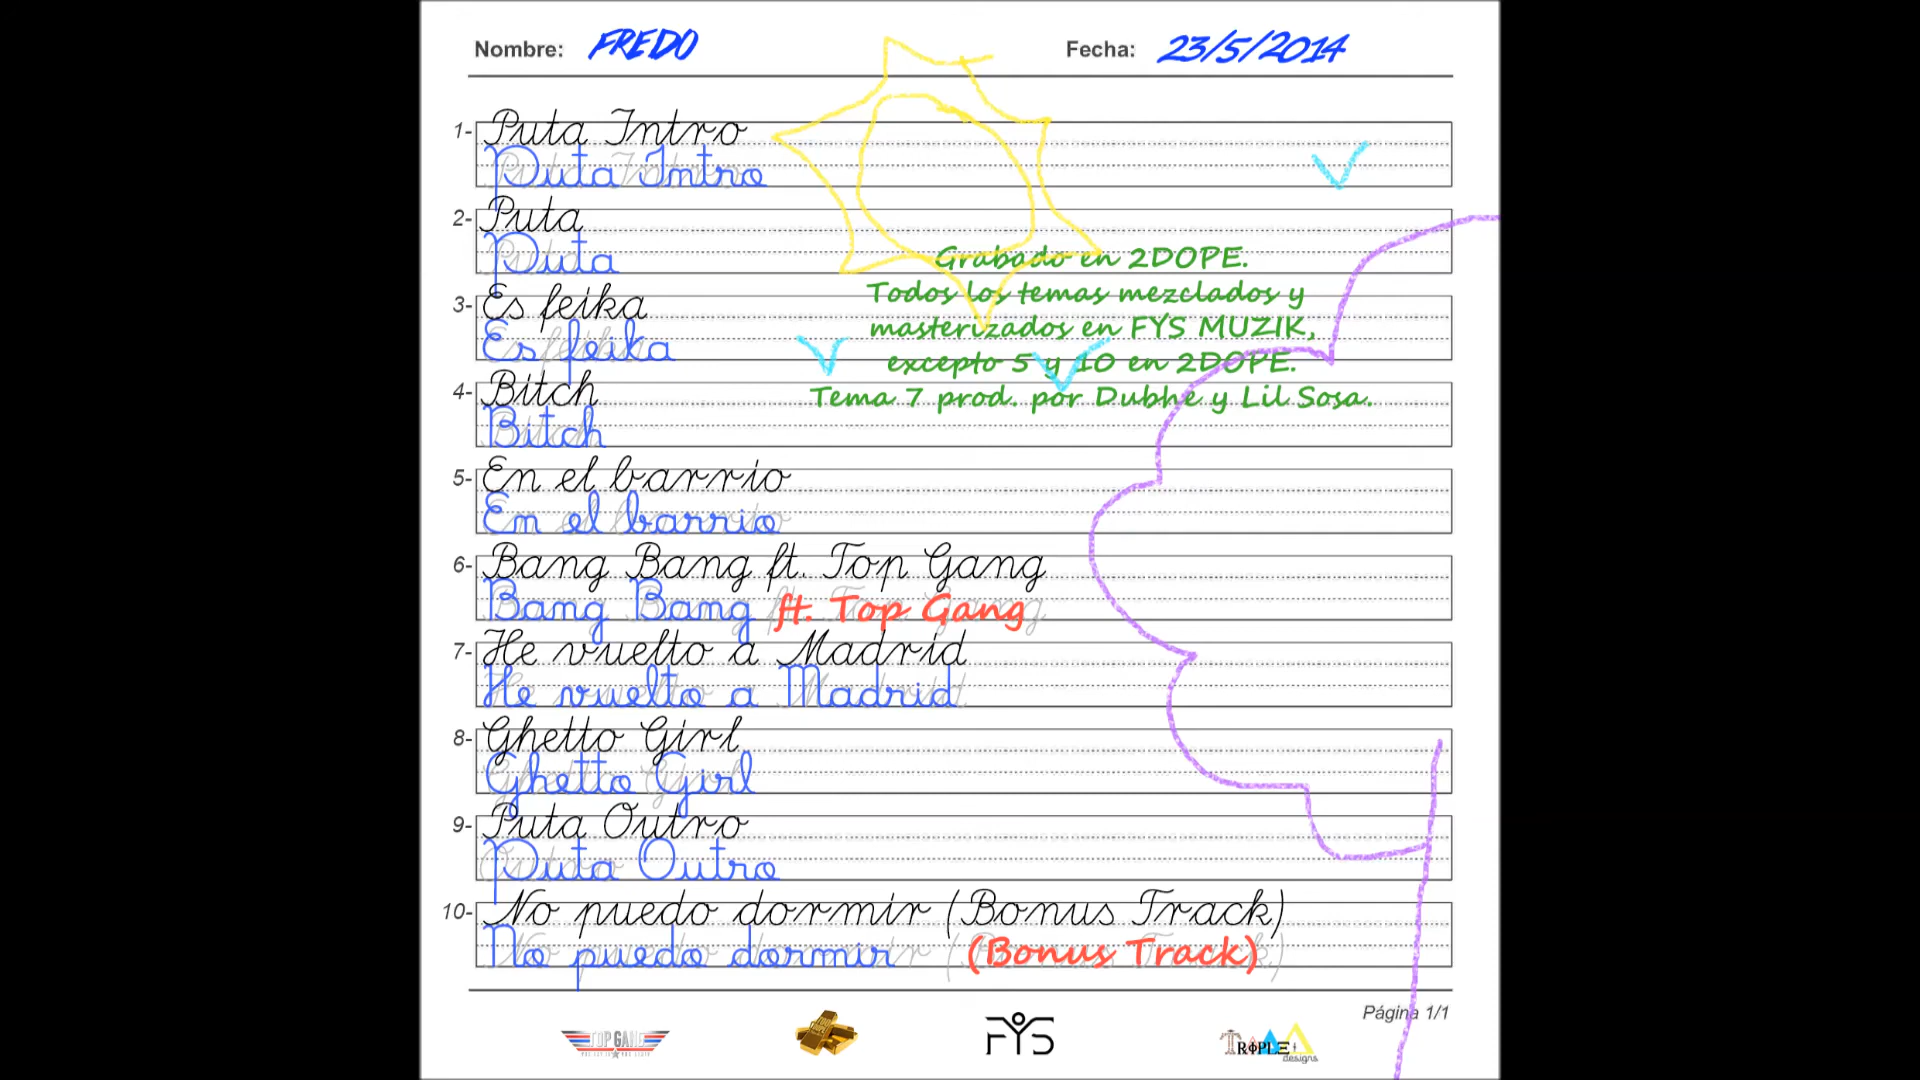 Nombre: FREDO Fecha: 23/5/2014
1- Puta Intro
Puta Intro
2- Puta
Puta
Grabado en 2DOPE.
Todos los temas mezclados y
masterizados en FYS MUZIK,
excepto 5 y 10 en 2DOPE.
Tema 7 prod. por Dubhe y Lil Sosa.
3- Es feika
Es feika
4- Bitch
Bitch
5- En el barrio
En el barrio
6- Bang Bang ft. Top Gang
Bang Bang ft. Top Gang
7- He vuelto a Madrid
He vuelto a Madrid
8- Ghetto Girl
Ghetto Girl
9- Puta Outro
Puta Outro
10- No puedo dormir (Bonus Track)
No puedo dormir (Bonus Track)
Página 1/1
TOP GANG
FYS
TRIPLE
designs